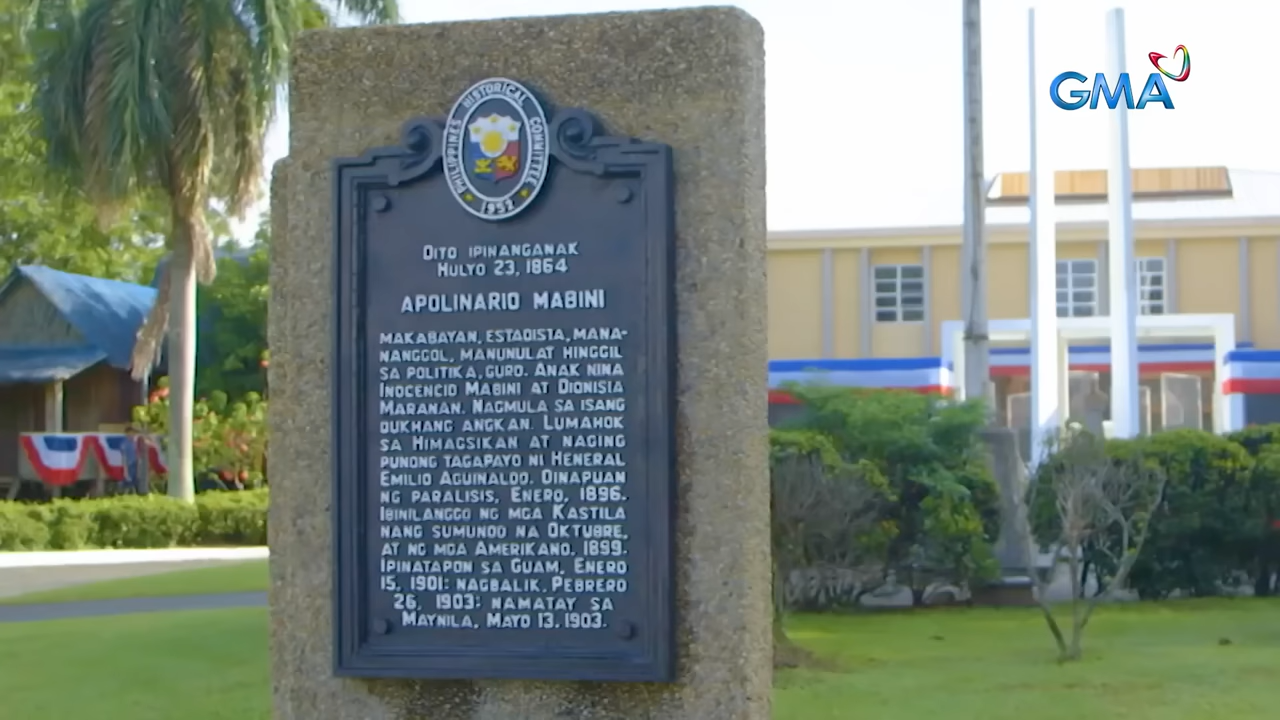 GMA
PHILIPPINES HISTORICAL COMMITTEE
1952
DITO IPINANGANAK
HULYO 23, 1864
APOLINARIO MABINI
MAKABAYAN, ESTADISTA, MANA-
NANGGOL, MANUNULAT HINGGIL
SA POLITIKA, GURO. ANAK NINA
INOCENCIO MABINI AT DIONISIA
MARANAN. NAGMULA SA ISANG
DUKHANG ANGKAN. LUMAHOK
SA HIMAGSIKAN AT NAGING
PUNONG TAGAPAYO NI HENERAL
EMILIO AGUINALDO. DINAPUAN
NG PARALISIS, ENERO, 1896.
IBINILANGGO NG MGA KASTILA
NANG SUMUNDO NA OKTUBRE,
AT NG MGA AMERIKANO, 1899.
IPINATAPON SA GUAM, ENERO
15, 1901; NAGBALIK, PEBRERO
26, 1903; NAMATAY SA
MAYNILA, MAYO 13, 1903.